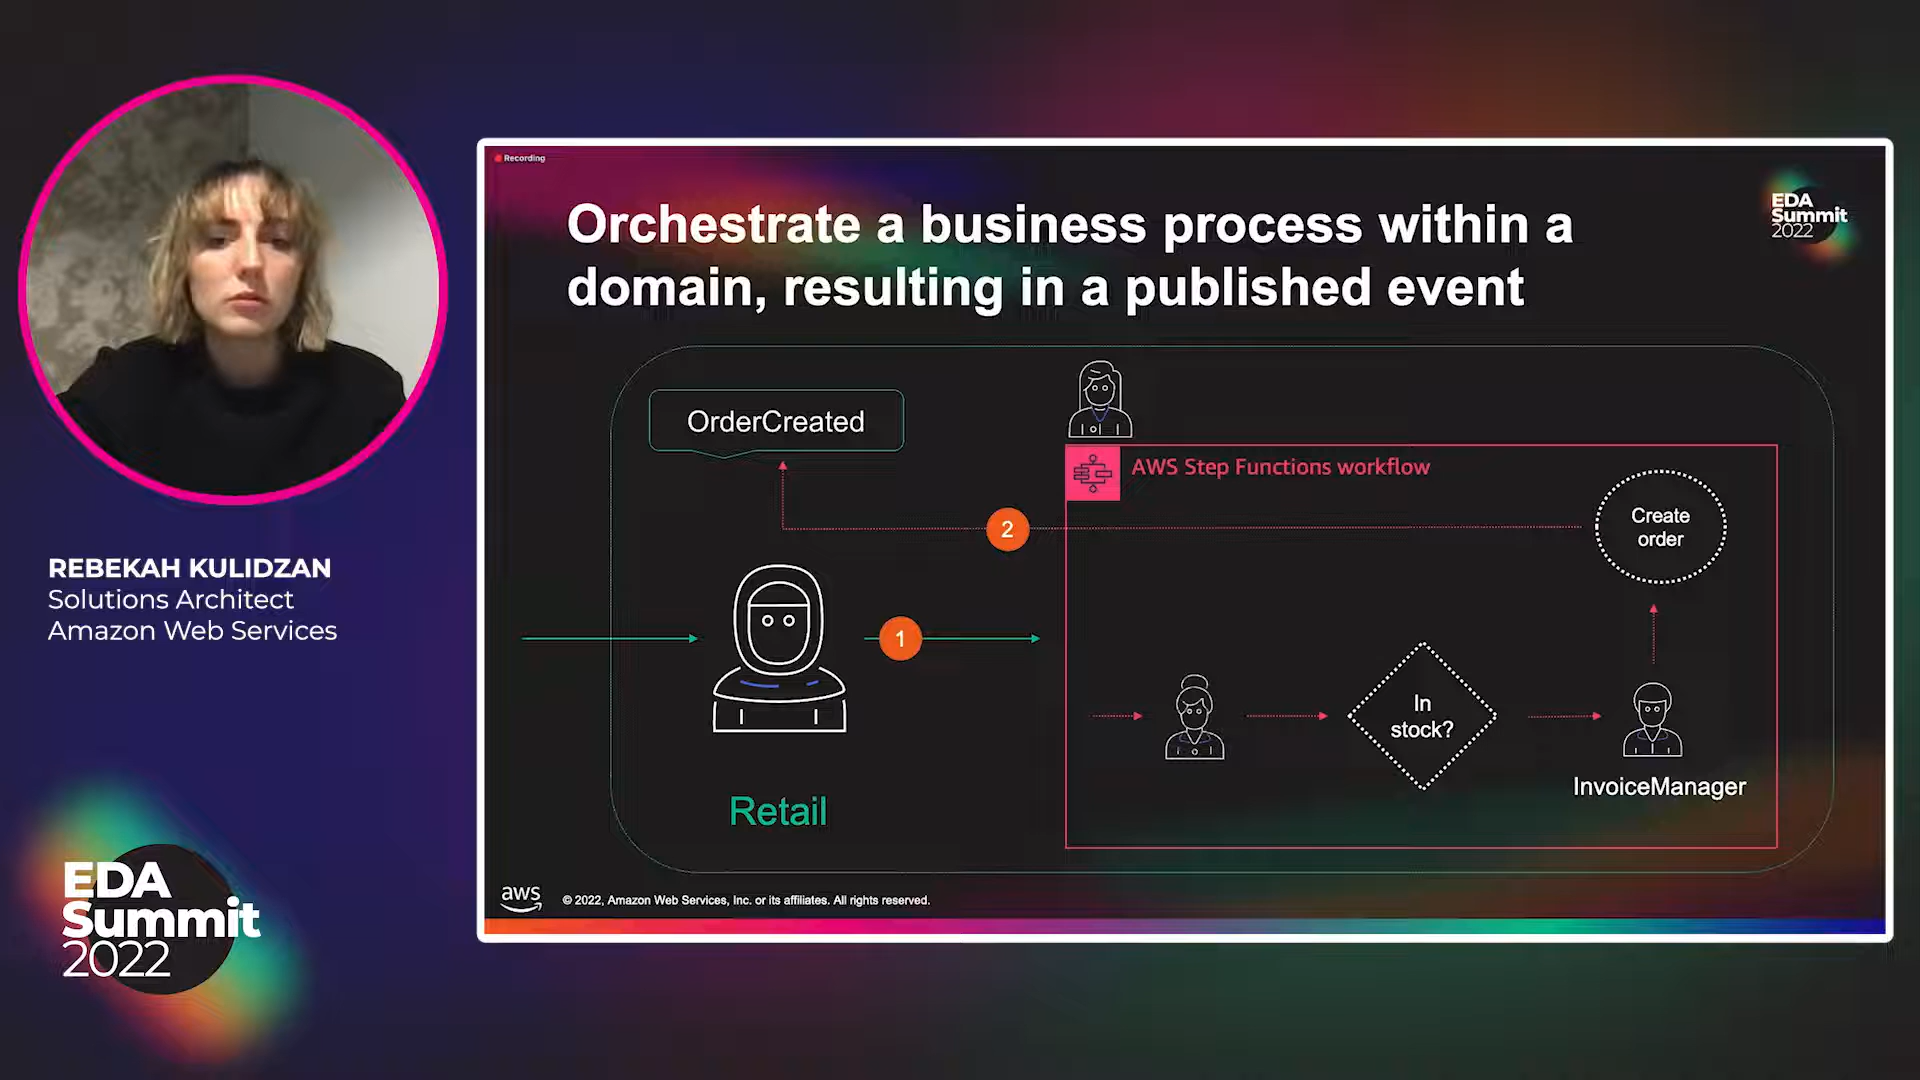 Recording
Orchestrate a business process within a
domain, resulting in a published event
EDA
Summit
2022
OrderCreated
AWS Step Functions workflow
2
Create
order
1
In
stock?
InvoiceManager
Retail
aws
© 2022, Amazon Web Services, Inc. or its affiliates. All rights reserved.
REBEKAH KULIDZAN
Solutions Architect
Amazon Web Services
EDA
Summit
2022